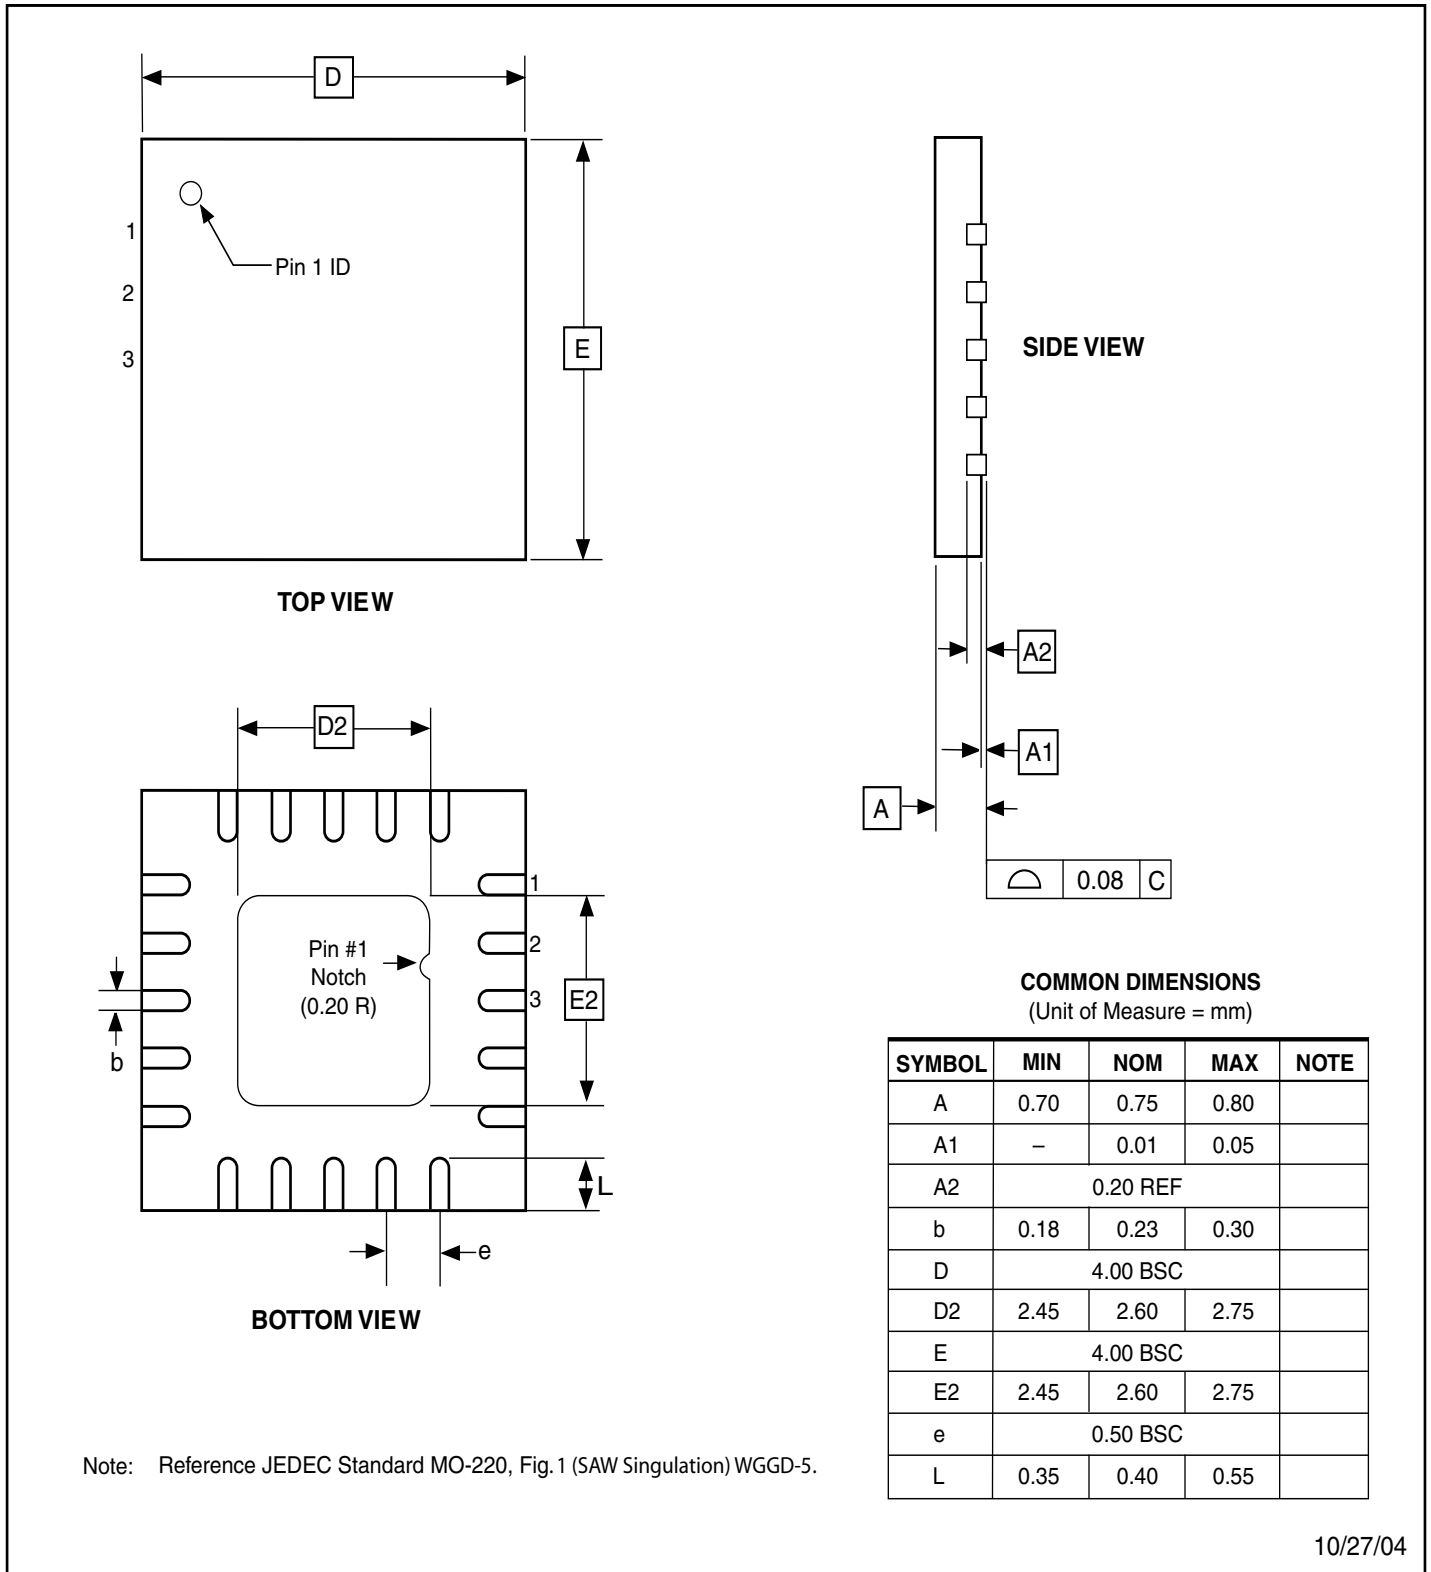 D
1
Pin 1 ID
2
3
E
SIDE VIEW
TOP VIEW
A2
D2
A1
A
0.08 C
1
Pin #1
Notch
(0.20 R)
2
3
E2
b
L
e
BOTTOM VIEW
COMMON DIMENSIONS
(Unit of Measure = mm)
SYMBOL MIN NOM MAX NOTE
A 0.70 0.75 0.80
A1 – 0.01 0.05
A2 0.20 REF
b 0.18 0.23 0.30
D 4.00 BSC
D2 2.45 2.60 2.75
E 4.00 BSC
E2 2.45 2.60 2.75
e 0.50 BSC
L 0.35 0.40 0.55
Note: Reference JEDEC Standard MO-220, Fig. 1 (SAW Singulation) WGGD-5.
10/27/04